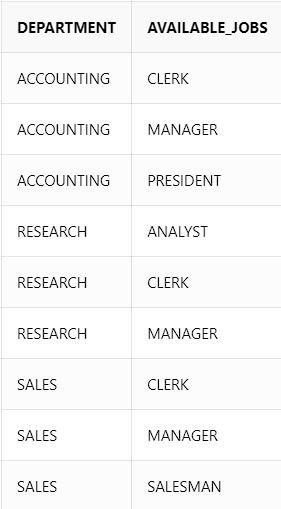 DEPARTMENT AVAILABLE_JOBS
ACCOUNTING CLERK
ACCOUNTING MANAGER
ACCOUNTING PRESIDENT
RESEARCH ANALYST
RESEARCH CLERK
RESEARCH MANAGER
SALES CLERK
SALES MANAGER
SALES SALESMAN